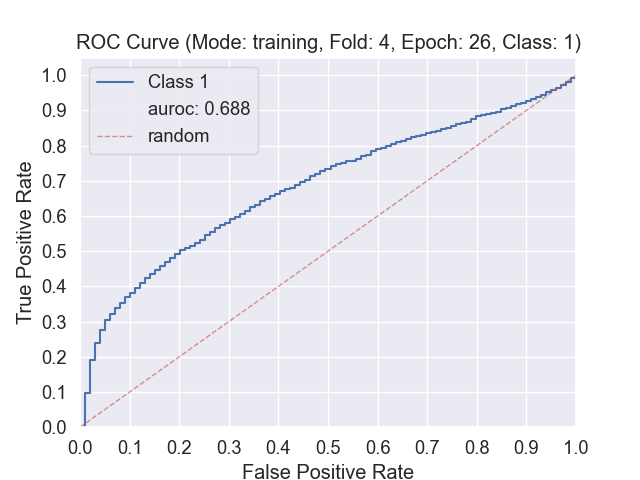 ROC Curve (Mode: training, Fold: 4, Epoch: 26, Class: 1)
Class 1
auroc: 0.688
random
True Positive Rate
1.0
0.9
0.8
0.7
0.6
0.5
0.4
0.3
0.2
0.1
0.0
0.0 0.1 0.2 0.3 0.4 0.5 0.6 0.7 0.8 0.9 1.0
False Positive Rate